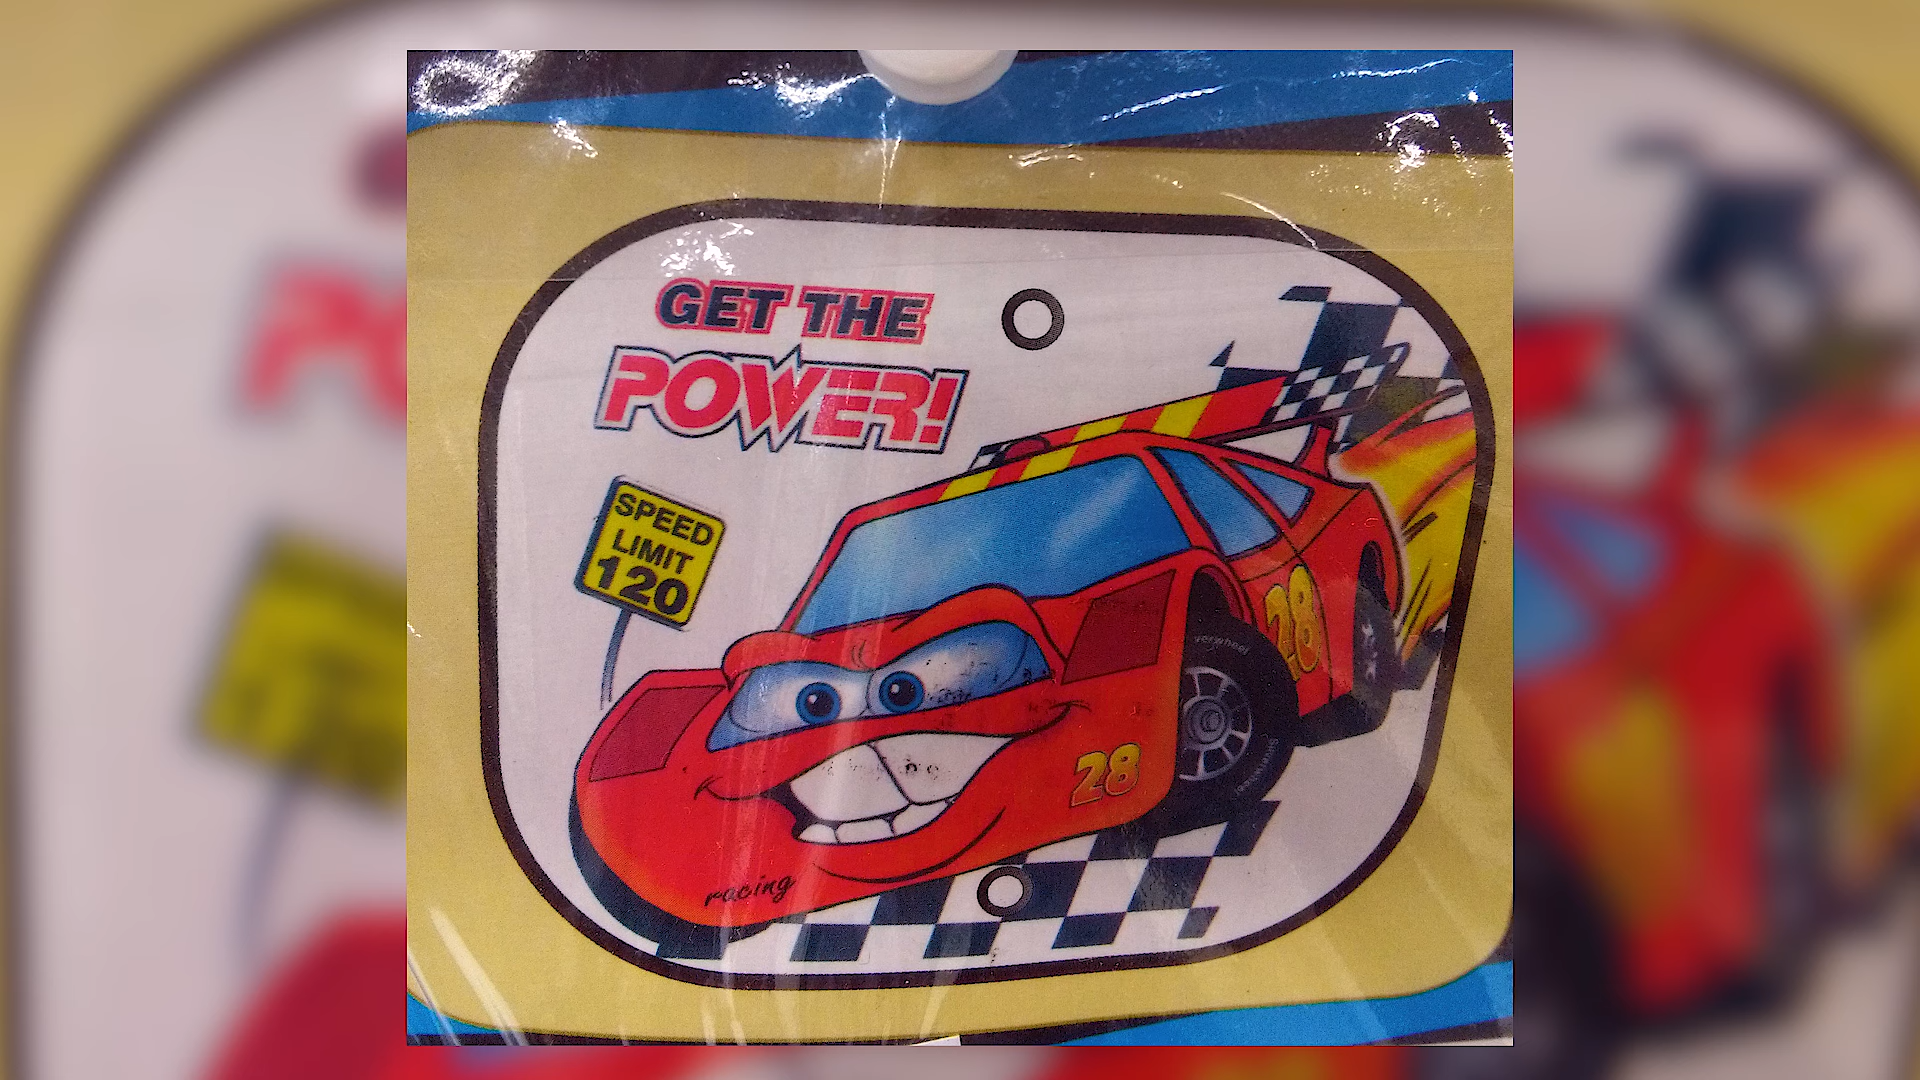 GET THE
POWER!
SPEED
LIMIT
120
28
28
racing